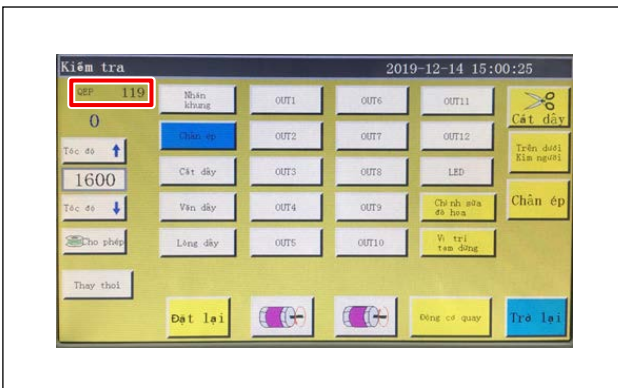 Kiểm tra
2019-12-14 15:00:25
QEP 119
0
Tốc độ
1600
Tốc độ
Cho phép
Thay thoi
Nhấn
khung
Chân ép
Cắt dây
Vắn dây
Lỏng dây
OUT1
OUT2
OUT3
OUT4
OUT5
OUT6
OUT7
OUT8
OUT9
OUT10
OUT11
OUT12
LED
Chỉnh sửa
đồ họa
Vị trí
tạm dừng
Cắt dây
Trên dưới
Kim người
Chân ép
Đặt lại
Động cơ quay
Trở lại